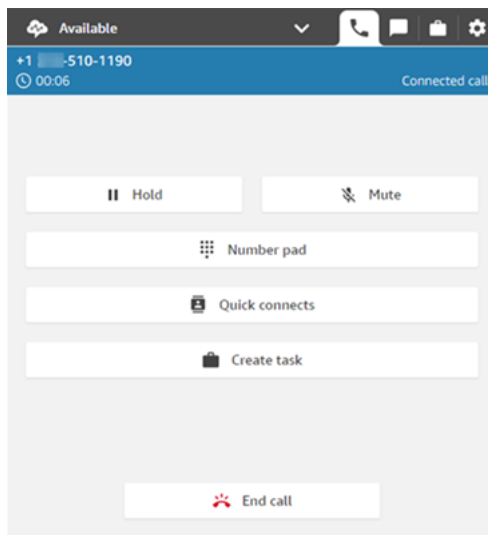 Available
+1 -510-1190
00:06 Connected call
Hold Mute
Number pad
Quick connects
Create task
End call